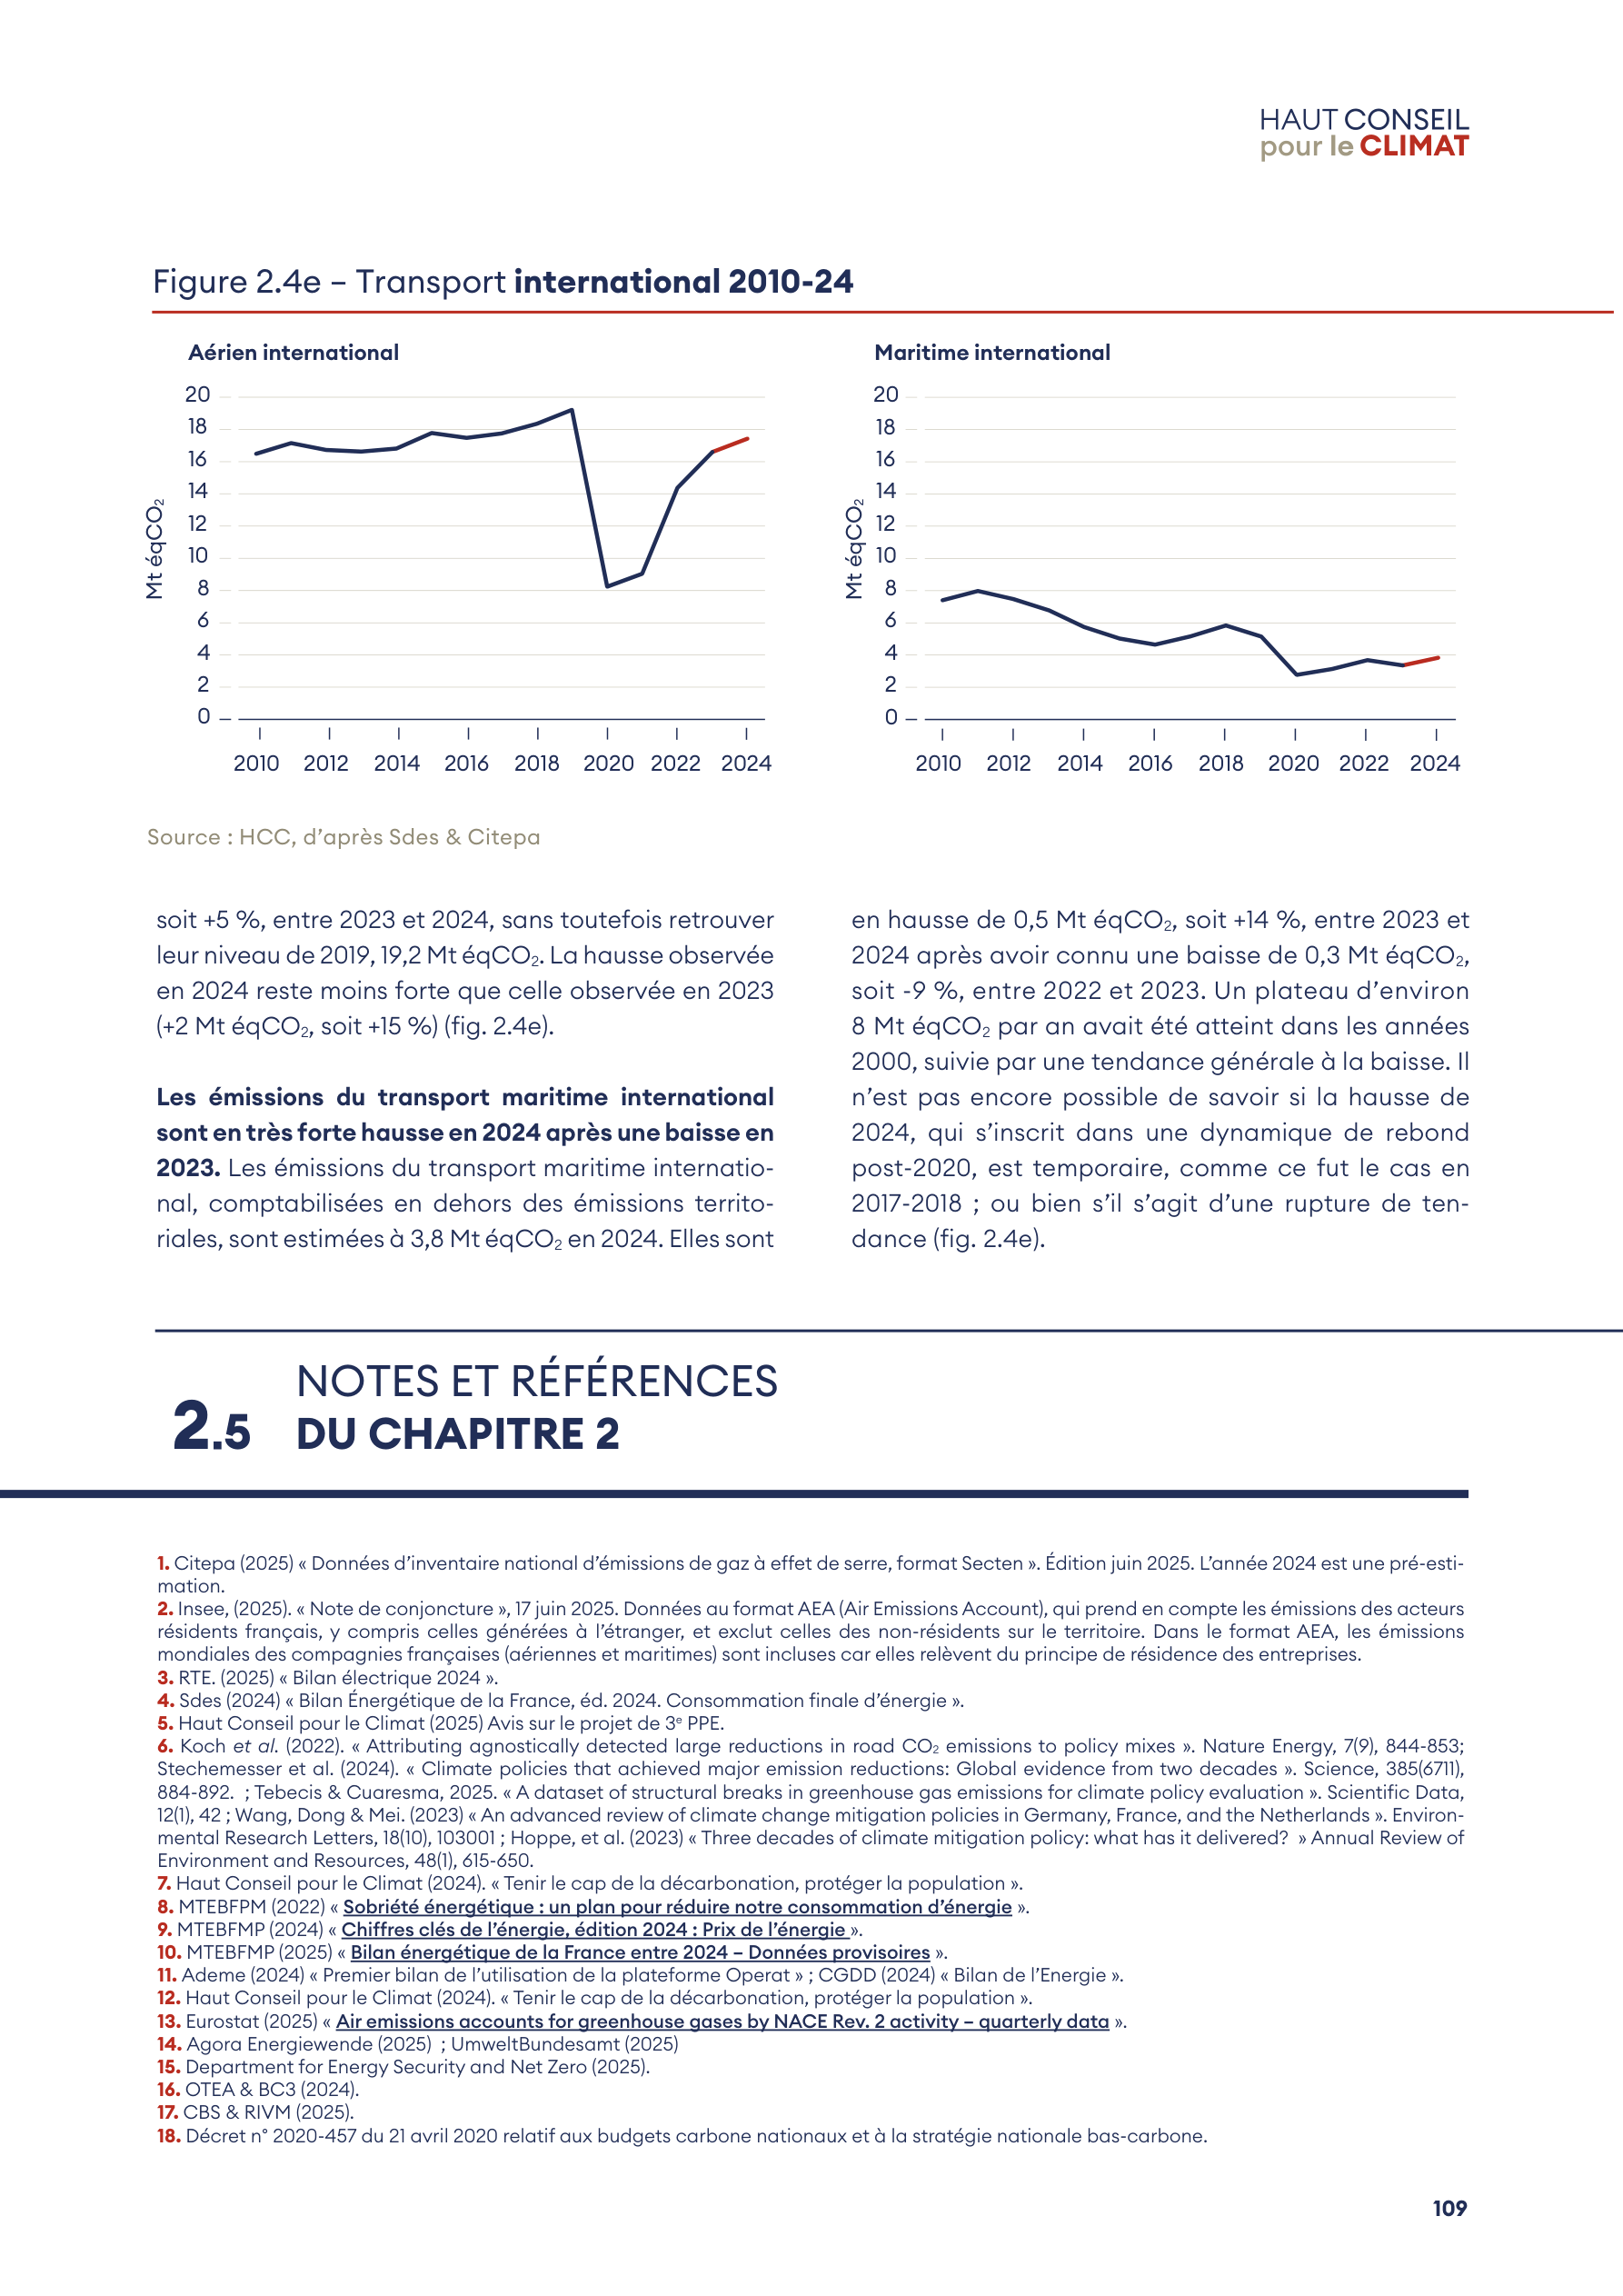 HAUT CONSEIL
pour le CLIMAT
Figure 2.4e – Transport international 2010-24
Aérien international
Mt éqCO₂
20
18
16
14
12
10
8
6
4
2
0
2010 2012 2014 2016 2018 2020 2022 2024
Maritime international
Mt éqCO₂
20
18
16
14
12
10
8
6
4
2
0
2010 2012 2014 2016 2018 2020 2022 2024
Source : HCC, d’après Sdes & Citepa
soit +5 %, entre 2023 et 2024, sans toutefois retrouver
leur niveau de 2019, 19,2 Mt éqCO₂. La hausse observée
en 2024 reste moins forte que celle observée en 2023
(+2 Mt éqCO₂, soit +15 %) (fig. 2.4e).
Les émissions du transport maritime international
sont en très forte hausse en 2024 après une baisse en
2023. Les émissions du transport maritime internatio-
nal, comptabilisées en dehors des émissions territo-
riales, sont estimées à 3,8 Mt éqCO₂ en 2024. Elles sont
en hausse de 0,5 Mt éqCO₂, soit +14 %, entre 2023 et
2024 après avoir connu une baisse de 0,3 Mt éqCO₂,
soit -9 %, entre 2022 et 2023. Un plateau d’environ
8 Mt éqCO₂ par an avait été atteint dans les années
2000, suivie par une tendance générale à la baisse. Il
n’est pas encore possible de savoir si la hausse de
2024, qui s’inscrit dans une dynamique de rebond
post-2020, est temporaire, comme ce fut le cas en
2017-2018 ; ou bien s’il s’agit d’une rupture de ten-
dance (fig. 2.4e).
2.5
NOTES ET RÉFÉRENCES
DU CHAPITRE 2
1. Citepa (2025) « Données d’inventaire national d’émissions de gaz à effet de serre, format Secten ». Édition juin 2025. L’année 2024 est une pré-esti-
mation.
2. Insee, (2025). « Note de conjoncture », 17 juin 2025. Données au format AEA (Air Emissions Account), qui prend en compte les émissions des acteurs
résidents français, y compris celles générées à l’étranger, et exclut celles des non-résidents sur le territoire. Dans le format AEA, les émissions
mondiales des compagnies françaises (aériennes et maritimes) sont incluses car elles relèvent du principe de résidence des entreprises.
3. RTE. (2025) « Bilan électrique 2024 ».
4. Sdes (2024) « Bilan Énergétique de la France, éd. 2024. Consommation finale d’énergie ».
5. Haut Conseil pour le Climat (2025) Avis sur le projet de 3ᵉ PPE.
6. Koch et al. (2022). « Attributing agnostically detected large reductions in road CO₂ emissions to policy mixes ». Nature Energy, 7(9), 844-853;
Stechemesser et al. (2024). « Climate policies that achieved major emission reductions: Global evidence from two decades ». Science, 385(6711),
884-892. ; Tebecis & Cuaresma, 2025. « A dataset of structural breaks in greenhouse gas emissions for climate policy evaluation ». Scientific Data,
12(1), 42 ; Wang, Dong & Mei. (2023) « An advanced review of climate change mitigation policies in Germany, France, and the Netherlands ». Environ-
mental Research Letters, 18(10), 103001 ; Hoppe, et al. (2023) « Three decades of climate mitigation policy: what has it delivered? » Annual Review of
Environment and Resources, 48(1), 615-650.
7. Haut Conseil pour le Climat (2024). « Tenir le cap de la décarbonation, protéger la population ».
8. MTEBFPM (2022) « Sobriété énergétique : un plan pour réduire notre consommation d’énergie ».
9. MTEBFMP (2024) « Chiffres clés de l’énergie, édition 2024 : Prix de l’énergie ».
10. MTEBFMP (2025) « Bilan énergétique de la France entre 2024 – Données provisoires ».
11. Ademe (2024) « Premier bilan de l’utilisation de la plateforme Operat » ; CGDD (2024) « Bilan de l’Energie ».
12. Haut Conseil pour le Climat (2024). « Tenir le cap de la décarbonation, protéger la population ».
13. Eurostat (2025) « Air emissions accounts for greenhouse gases by NACE Rev. 2 activity – quarterly data ».
14. Agora Energiewende (2025) ; UmweltBundesamt (2025)
15. Department for Energy Security and Net Zero (2025).
16. OTEA & BC3 (2024).
17. CBS & RIVM (2025).
18. Décret n° 2020-457 du 21 avril 2020 relatif aux budgets carbone nationaux et à la stratégie nationale bas-carbone.
109